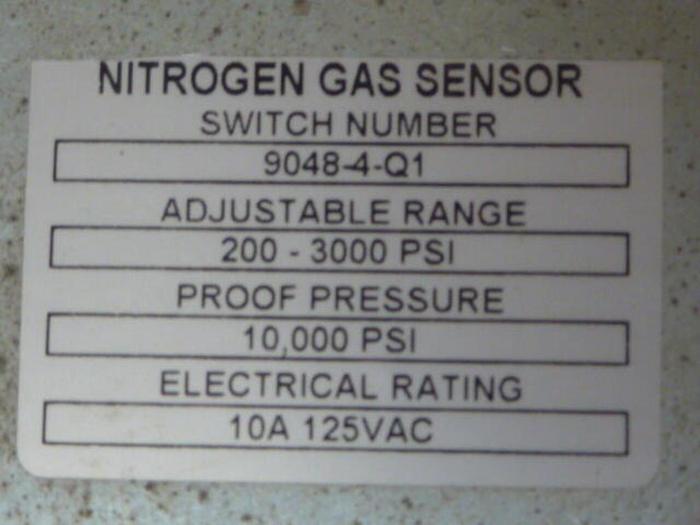 NITROGEN GAS SENSOR
SWITCH NUMBER
9048-4-Q1
ADJUSTABLE RANGE
200 - 3000 PSI
PROOF PRESSURE
10,000 PSI
ELECTRICAL RATING
10A 125VAC